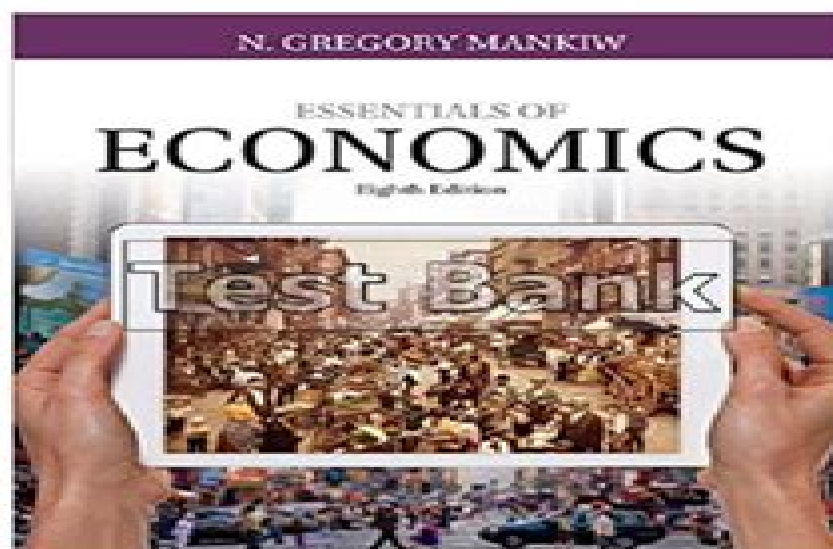 N. GREGORY MANKIW
ESSENTIALS OF
ECONOMICS
Eighth Edition
Test Bank